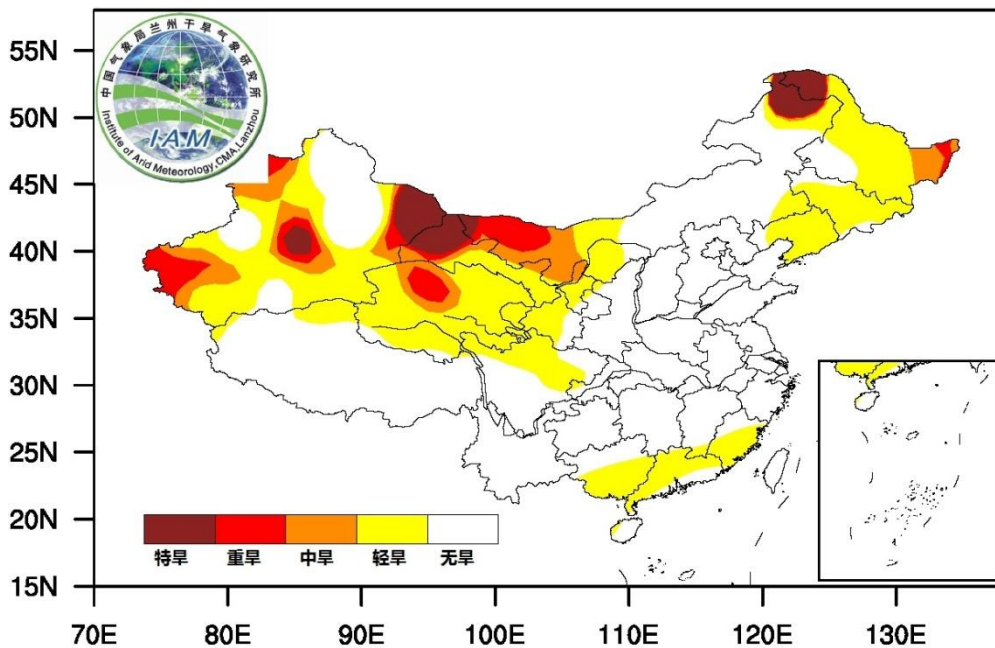 中国气象局兰州干旱气象研究所
I·A·M
Institute of Arid Meteorology,CMA,Lanzhou
55N
50N
45N
40N
35N
30N
25N
20N
15N
特旱 重旱 中旱 轻旱 无旱
70E 80E 90E 100E 110E 120E 130E